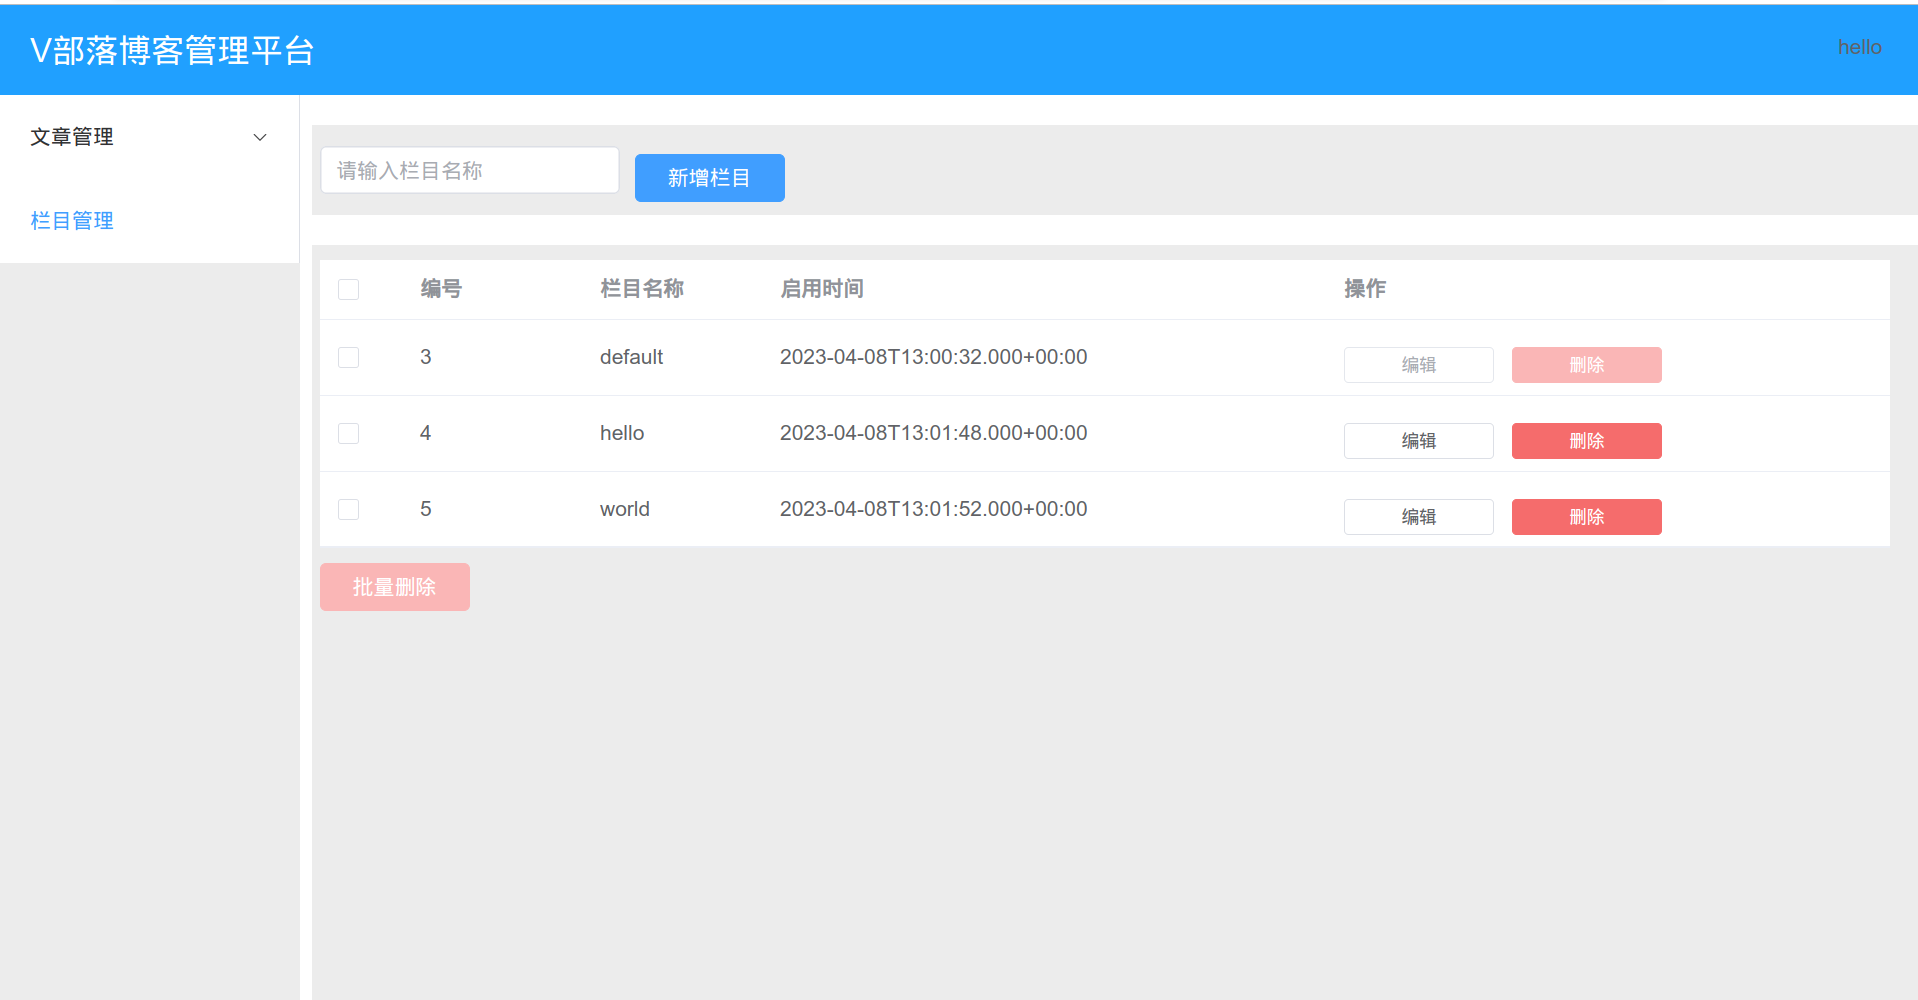 V部落博客管理平台
hello
文章管理
栏目管理
请输入栏目名称
新增栏目
编号 栏目名称 启用时间 操作
3 default 2023-04-08T13:00:32.000+00:00 编辑 删除
4 hello 2023-04-08T13:01:48.000+00:00 编辑 删除
5 world 2023-04-08T13:01:52.000+00:00 编辑 删除
批量删除